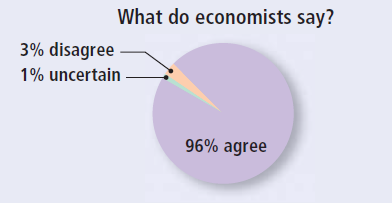 What do economists say?
3% disagree
1% uncertain
96% agree